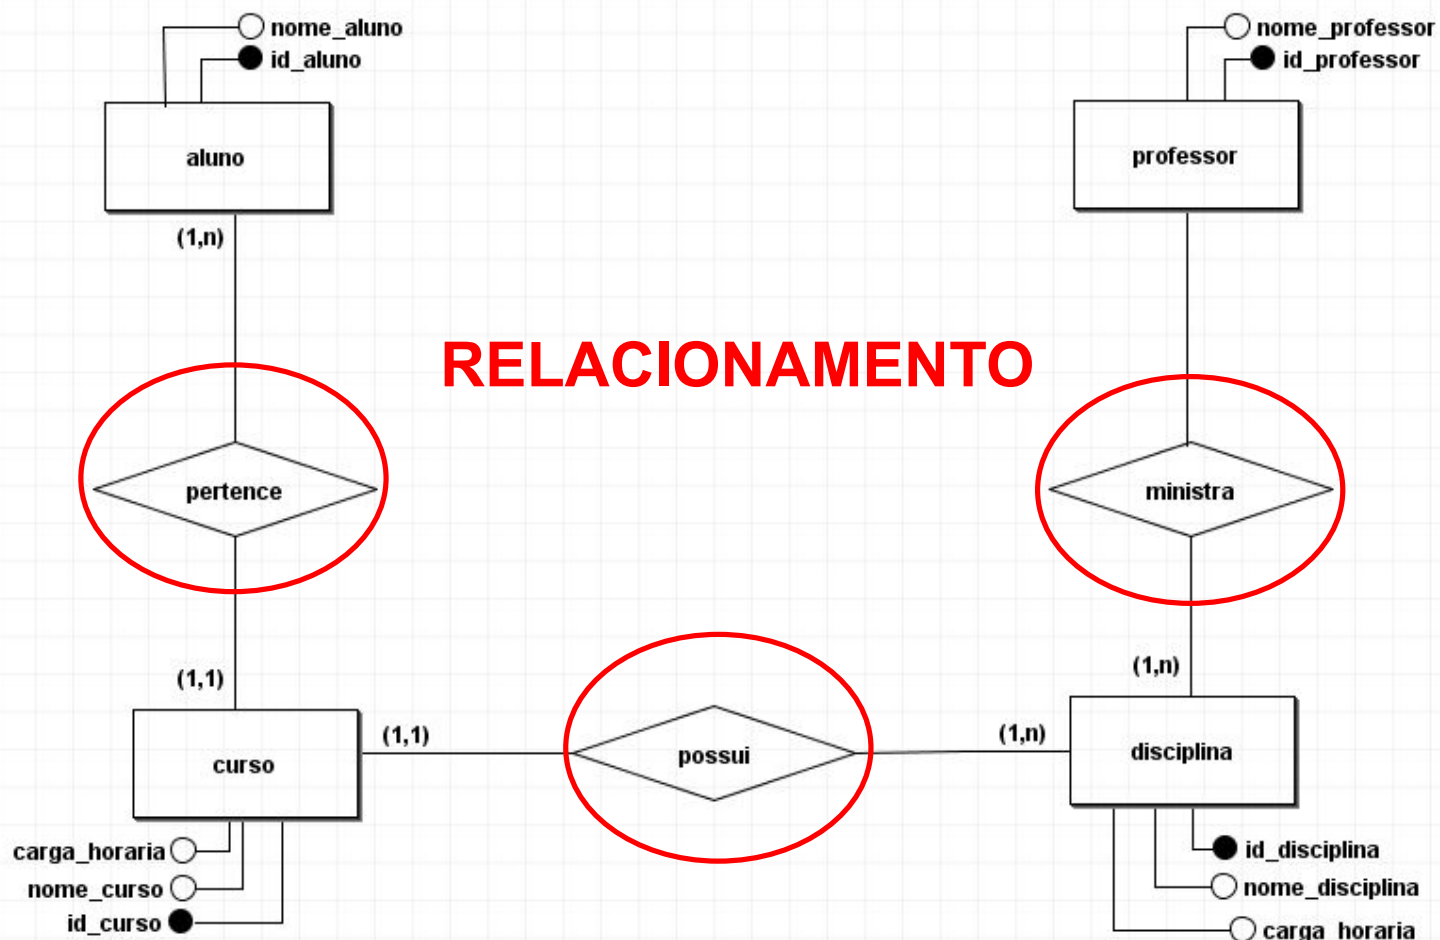 nome_aluno
id_aluno
nome_professor
id_professor
aluno
professor
(1,n)
RELACIONAMENTO
pertence
ministra
(1,1)
(1,n)
curso
(1,1)
possui
(1,n)
disciplina
carga_horaria
nome_curso
id_curso
id_disciplina
nome_disciplina
carga_horaria